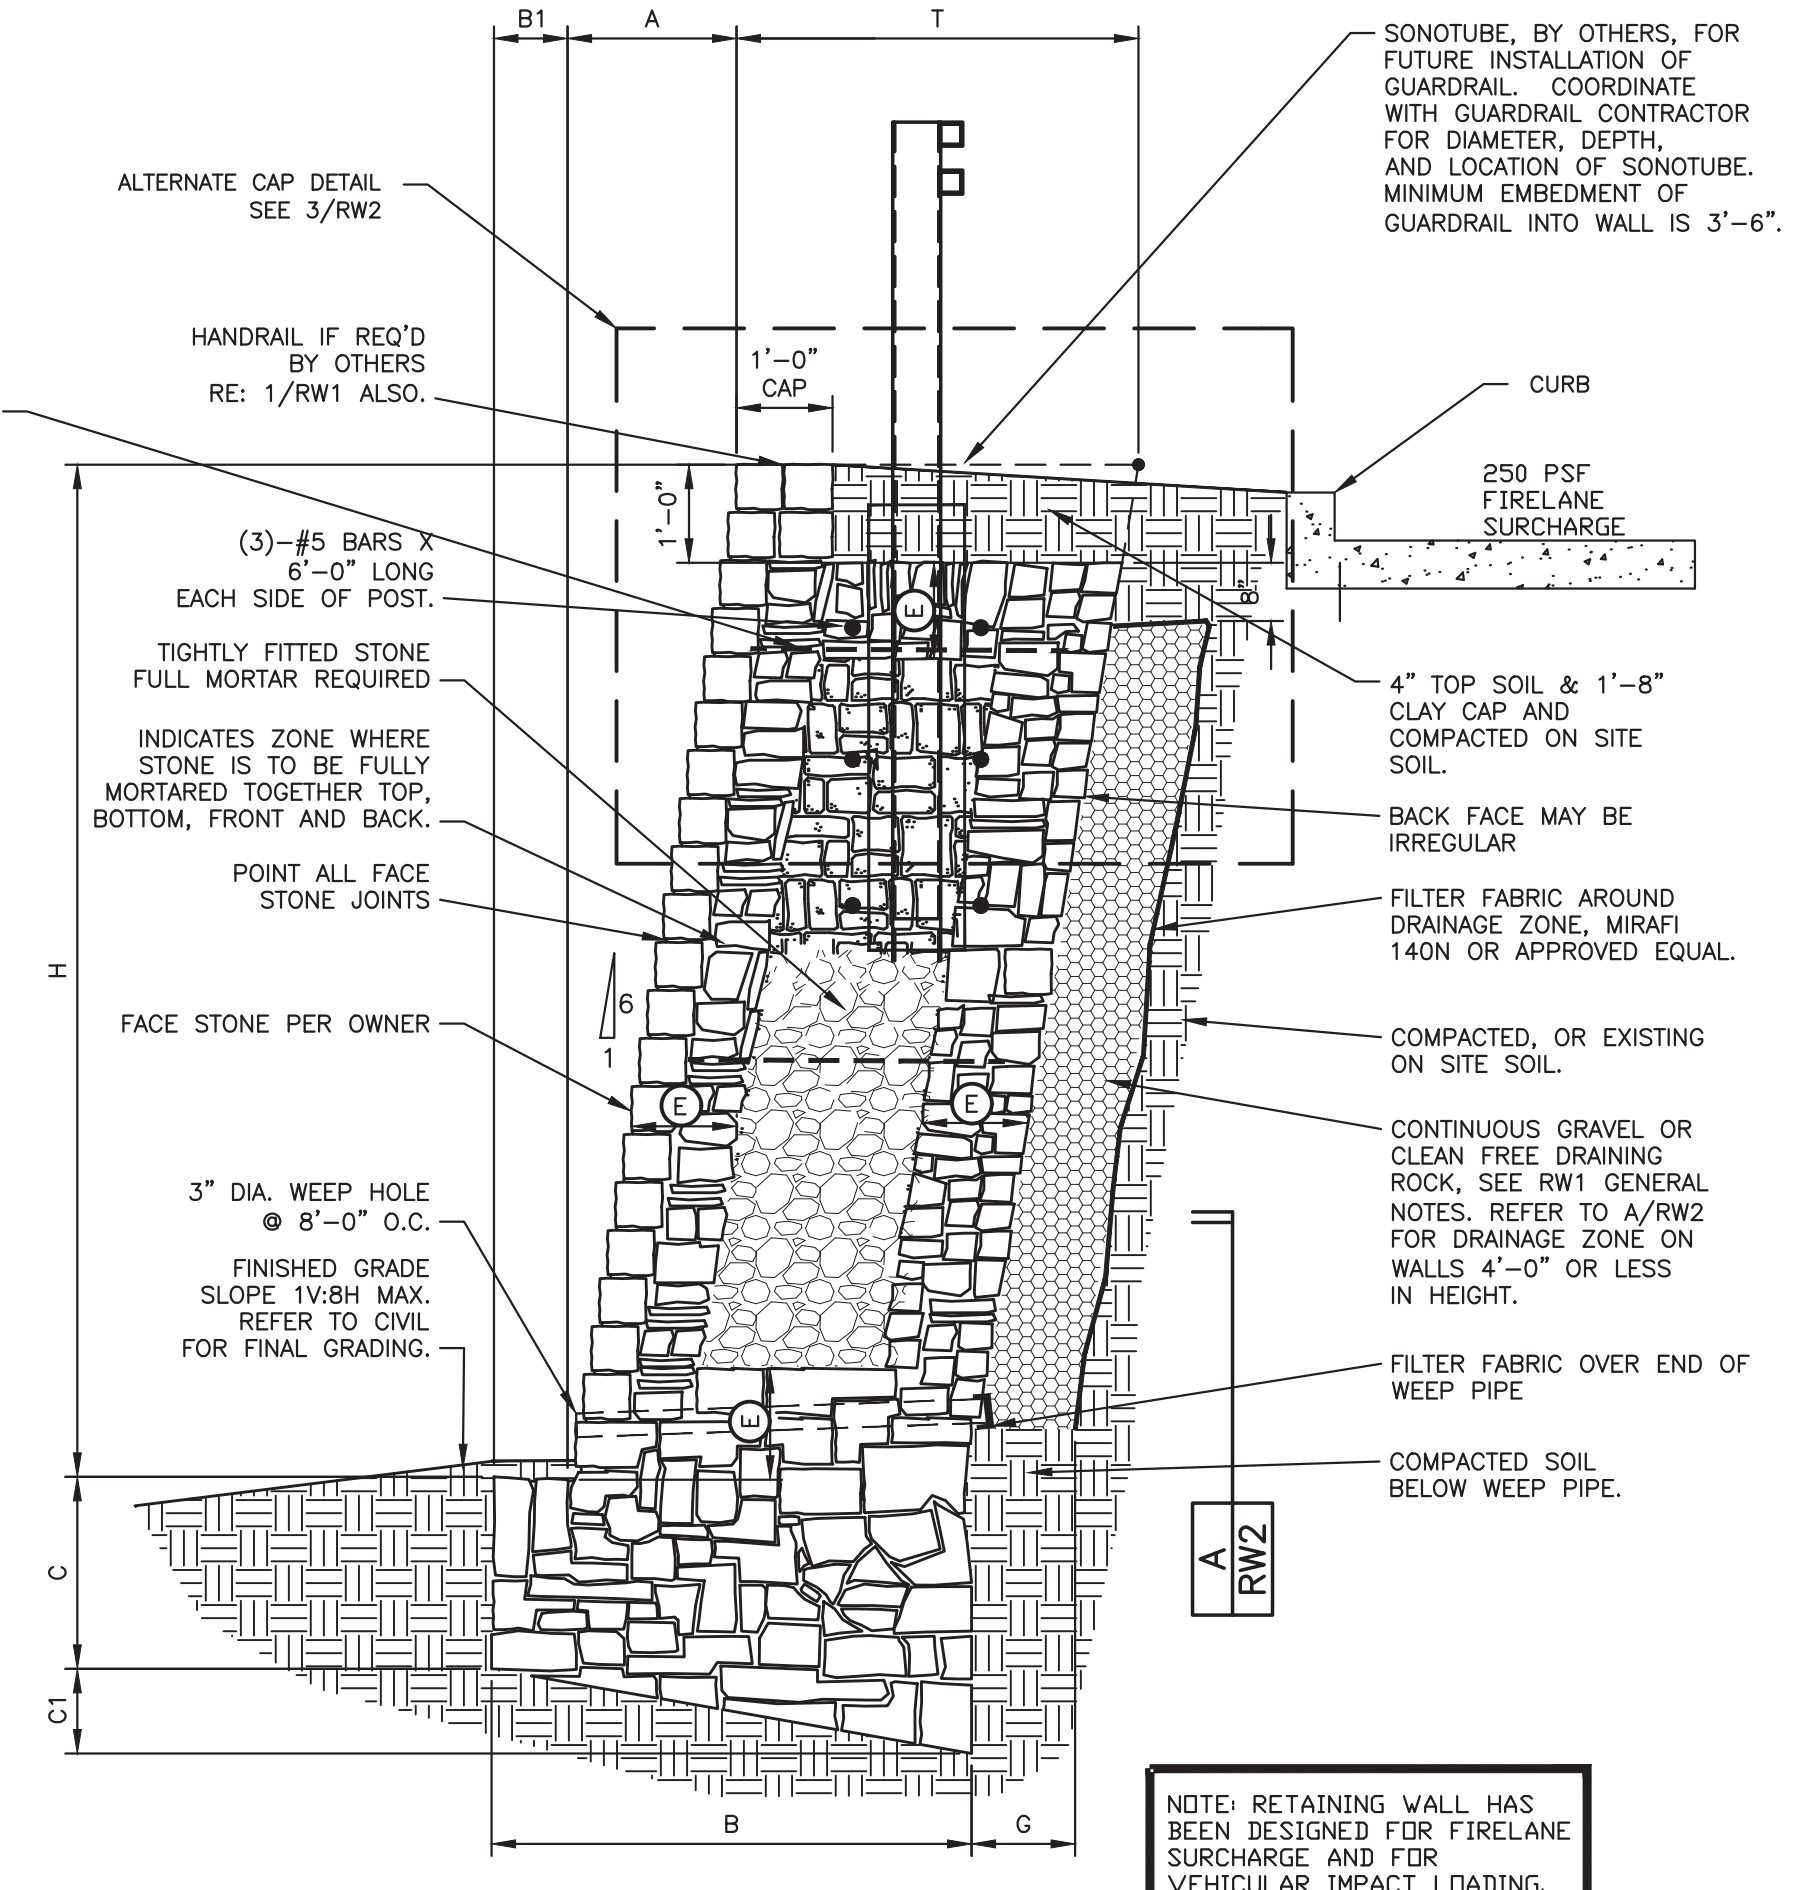 B1
A
T
SONOTUBE, BY OTHERS, FOR
FUTURE INSTALLATION OF
GUARDRAIL. COORDINATE
WITH GUARDRAIL CONTRACTOR
FOR DIAMETER, DEPTH,
AND LOCATION OF SONOTUBE.
MINIMUM EMBEDMENT OF
GUARDRAIL INTO WALL IS 3'-6".
ALTERNATE CAP DETAIL
SEE 3/RW2
HANDRAIL IF REQ'D
BY OTHERS
RE: 1/RW1 ALSO.
1'-0"
CAP
CURB
250 PSF
FIRELANE
SURCHARGE
1'-0"
(3)-#5 BARS X
6'-0" LONG
EACH SIDE OF POST.
E
8"
TIGHTLY FITTED STONE
FULL MORTAR REQUIRED
4" TOP SOIL & 1'-8"
CLAY CAP AND
COMPACTED ON SITE
SOIL.
INDICATES ZONE WHERE
STONE IS TO BE FULLY
MORTARED TOGETHER TOP,
BOTTOM, FRONT AND BACK.
BACK FACE MAY BE
IRREGULAR
POINT ALL FACE
STONE JOINTS
FILTER FABRIC AROUND
DRAINAGE ZONE, MIRAFI
140N OR APPROVED EQUAL.
H
6
1
FACE STONE PER OWNER
COMPACTED, OR EXISTING
ON SITE SOIL.
E
E
CONTINUOUS GRAVEL OR
CLEAN FREE DRAINING
ROCK, SEE RW1 GENERAL
NOTES. REFER TO A/RW2
FOR DRAINAGE ZONE ON
WALLS 4'-0" OR LESS
IN HEIGHT.
3" DIA. WEEP HOLE
@ 8'-0" O.C.
FINISHED GRADE
SLOPE 1V:8H MAX.
REFER TO CIVIL
FOR FINAL GRADING.
FILTER FABRIC OVER END OF
WEEP PIPE
E
COMPACTED SOIL
BELOW WEEP PIPE.
A
RW2
C
C1
B
G
NOTE: RETAINING WALL HAS
BEEN DESIGNED FOR FIRELANE
SURCHARGE AND FOR
VEHICULAR IMPACT LOADING.